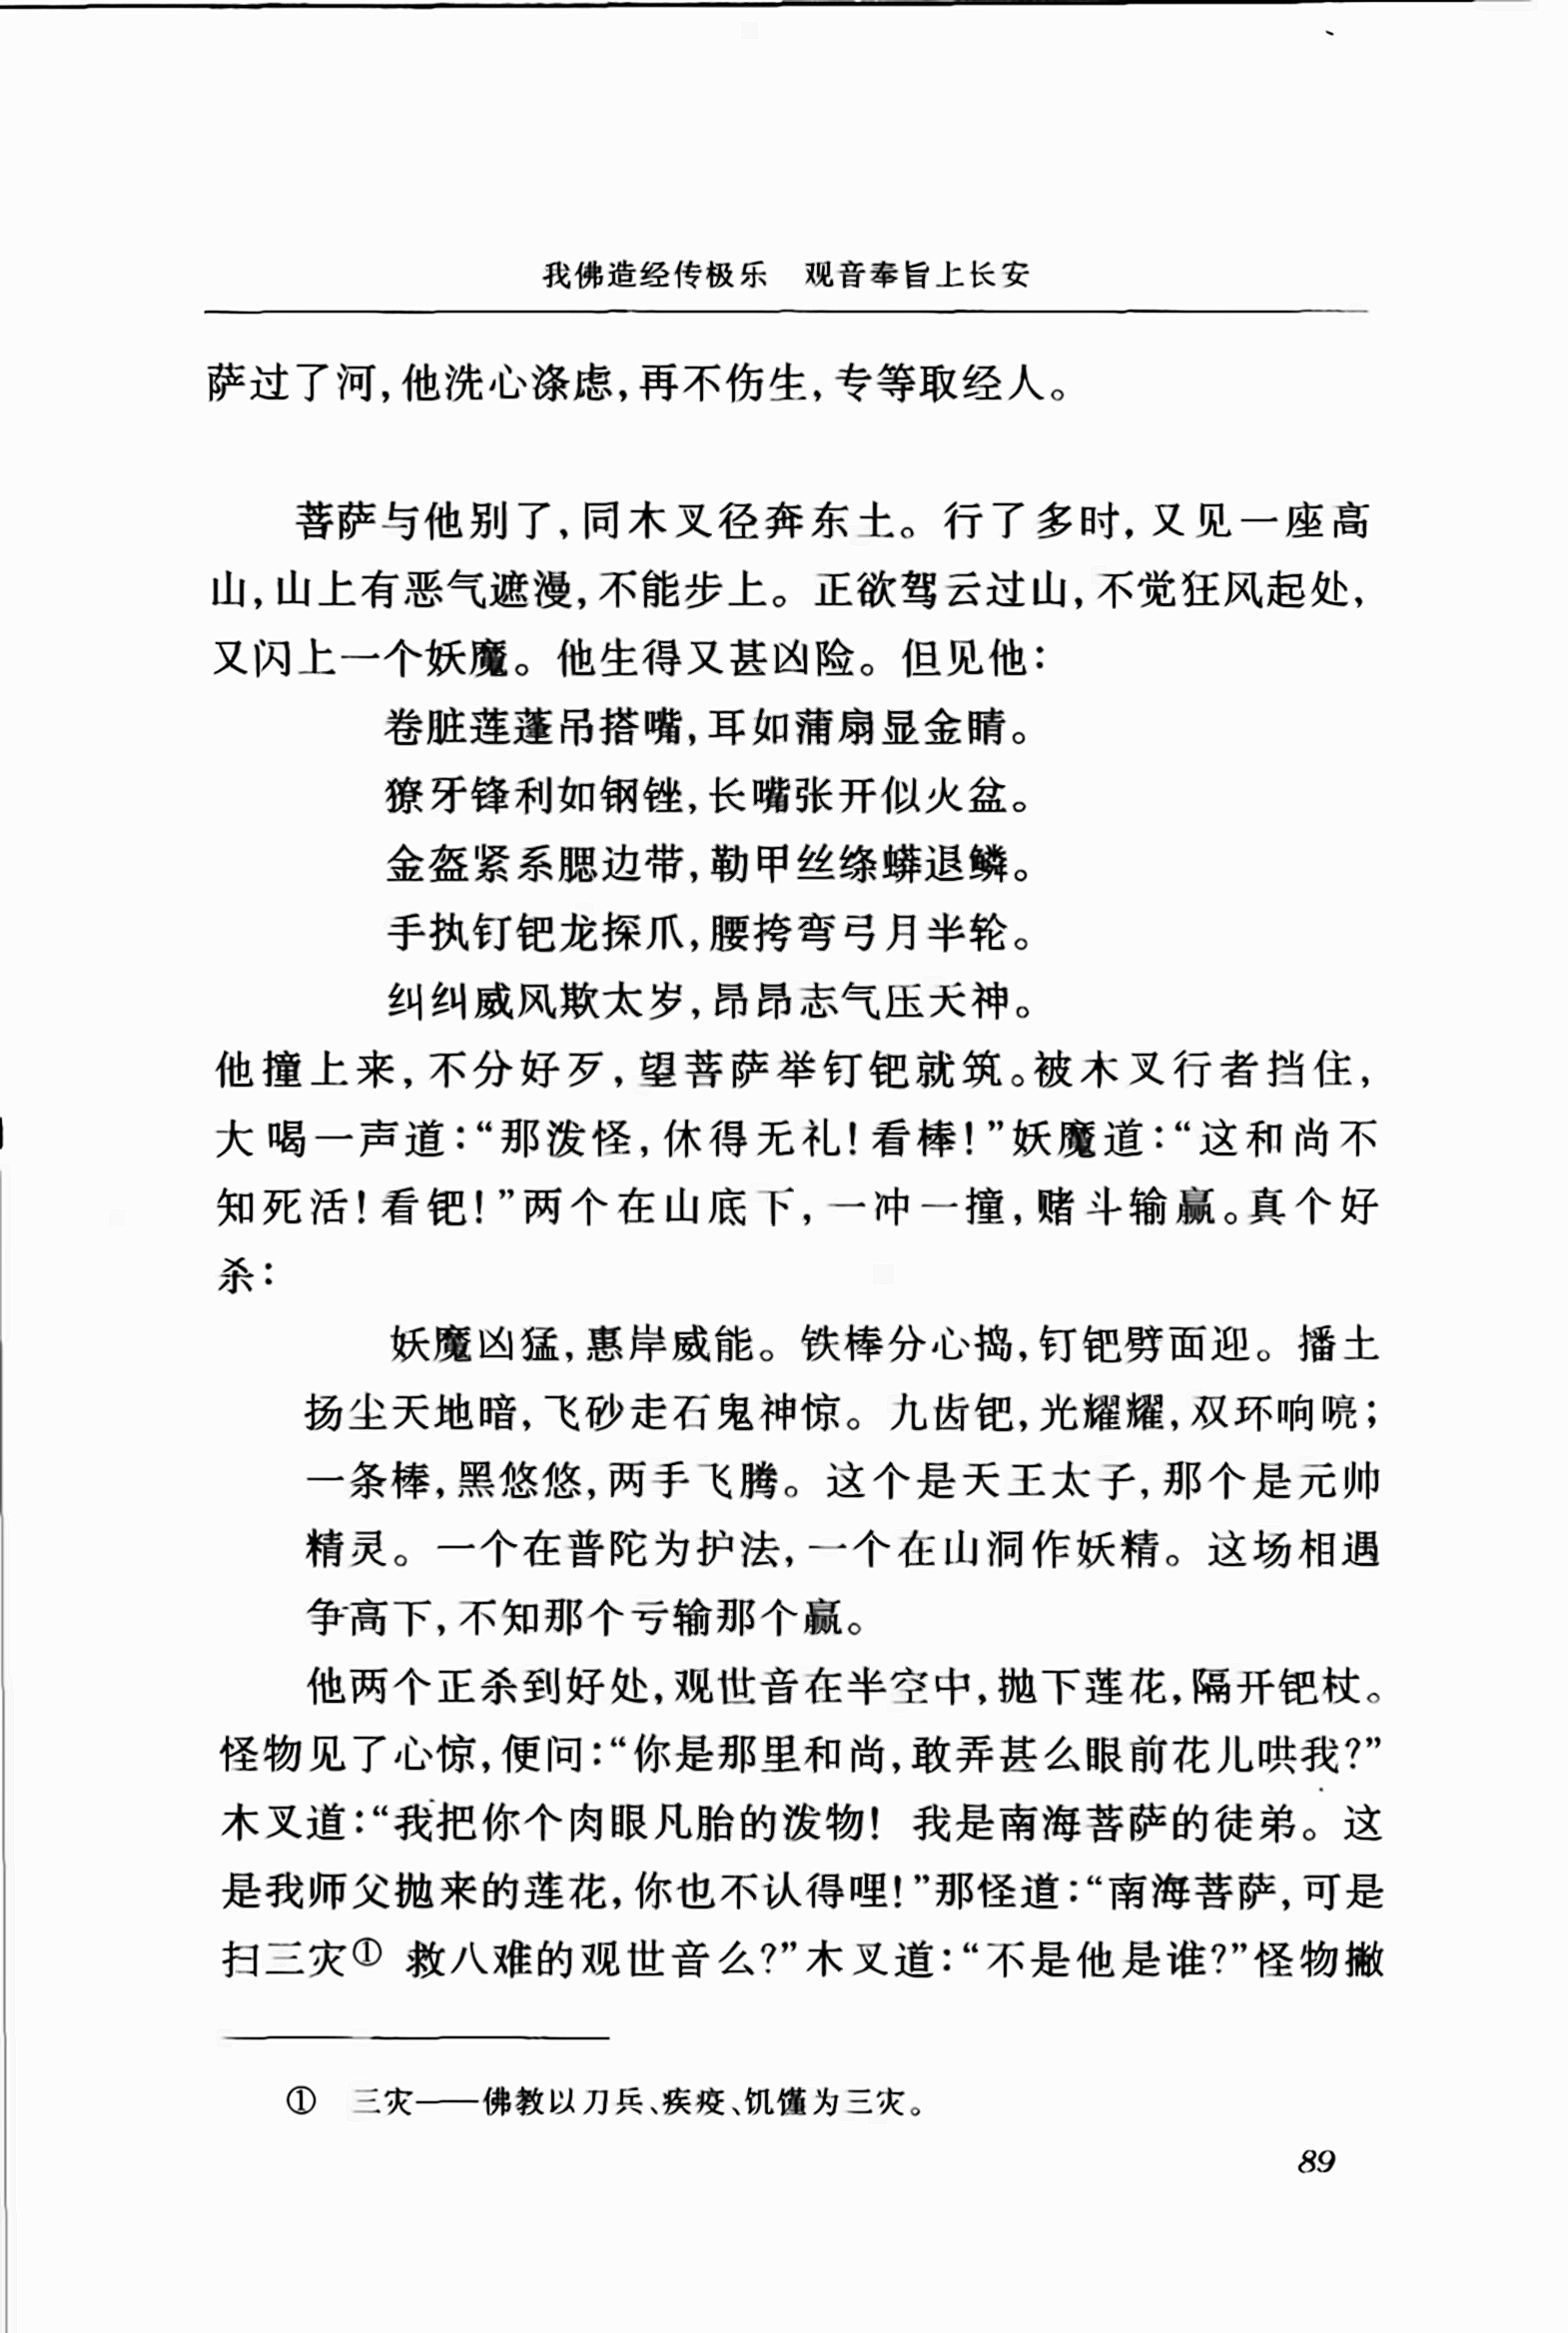 我佛造经传极乐　观音奉旨上长安
萨过了河,他洗心涤虑,再不伤生,专等取经人。
菩萨与他别了,同木叉径奔东土。行了多时,又见一座高
山,山上有恶气遮漫,不能步上。正欲驾云过山,不觉狂风起处,
又闪上一个妖魔。他生得又甚凶险。但见他:
卷脏莲蓬吊搭嘴,耳如蒲扇显金睛。
獠牙锋利如钢锉,长嘴张开似火盆。
金盔紧系腮边带,勒甲丝绦蟒退鳞。
手执钉钯龙探爪,腰挎弯弓月半轮。
纠纠威风欺太岁,昂昂志气压天神。
他撞上来,不分好歹,望菩萨举钉钯就筑。被木叉行者挡住,
大喝一声道:“那泼怪,休得无礼!看棒!”妖魔道:“这和尚不
知死活!看钯!”两个在山底下,一冲一撞,赌斗输赢。真个好
杀:
妖魔凶猛,惠岸威能。铁棒分心捣,钉钯劈面迎。播土
扬尘天地暗,飞砂走石鬼神惊。九齿钯,光耀耀,双环响喨;
一条棒,黑悠悠,两手飞腾。这个是天王太子,那个是元帅
精灵。一个在普陀为护法,一个在山洞作妖精。这场相遇
争高下,不知那个亏输那个赢。
他两个正杀到好处,观世音在半空中,抛下莲花,隔开钯杖。
怪物见了心惊,便问:“你是那里和尚,敢弄甚么眼前花儿哄我?”
木叉道:“我把你个肉眼凡胎的泼物! 我是南海菩萨的徒弟。这
是我师父抛来的莲花,你也不认得哩!”那怪道:“南海菩萨,可是
扫三灾① 救八难的观世音么?”木叉道:“不是他是谁?”怪物撇
①　三灾——佛教以刀兵、疾疫、饥馑为三灾。
89